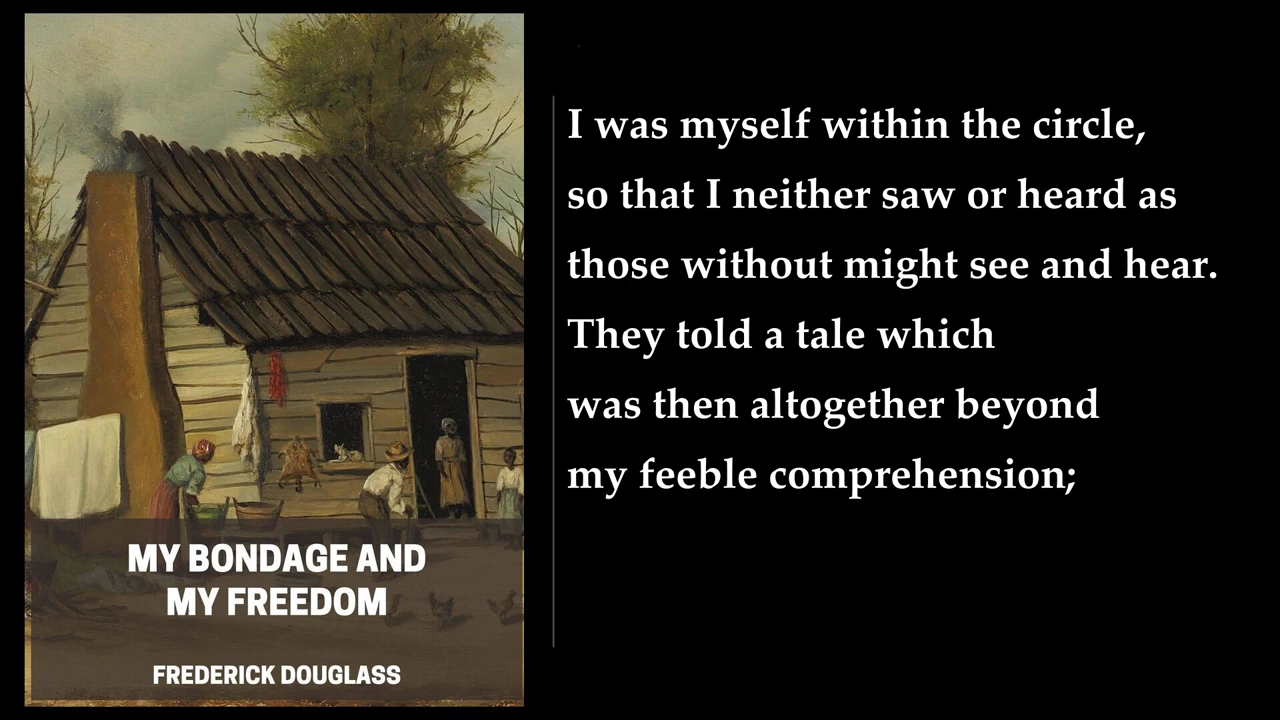 MY BONDAGE AND
MY FREEDOM
FREDERICK DOUGLASS
I was myself within the circle,
so that I neither saw or heard as
those without might see and hear.
They told a tale which
was then altogether beyond
my feeble comprehension;